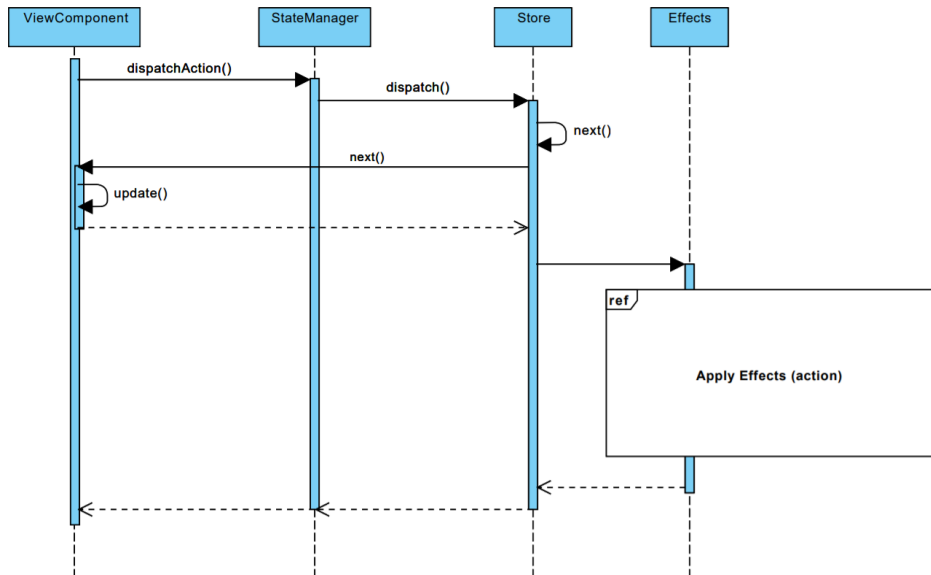 ViewComponent
StateManager
Store
Effects
dispatchAction()
dispatch()
next()
next()
update()
ref
Apply Effects (action)